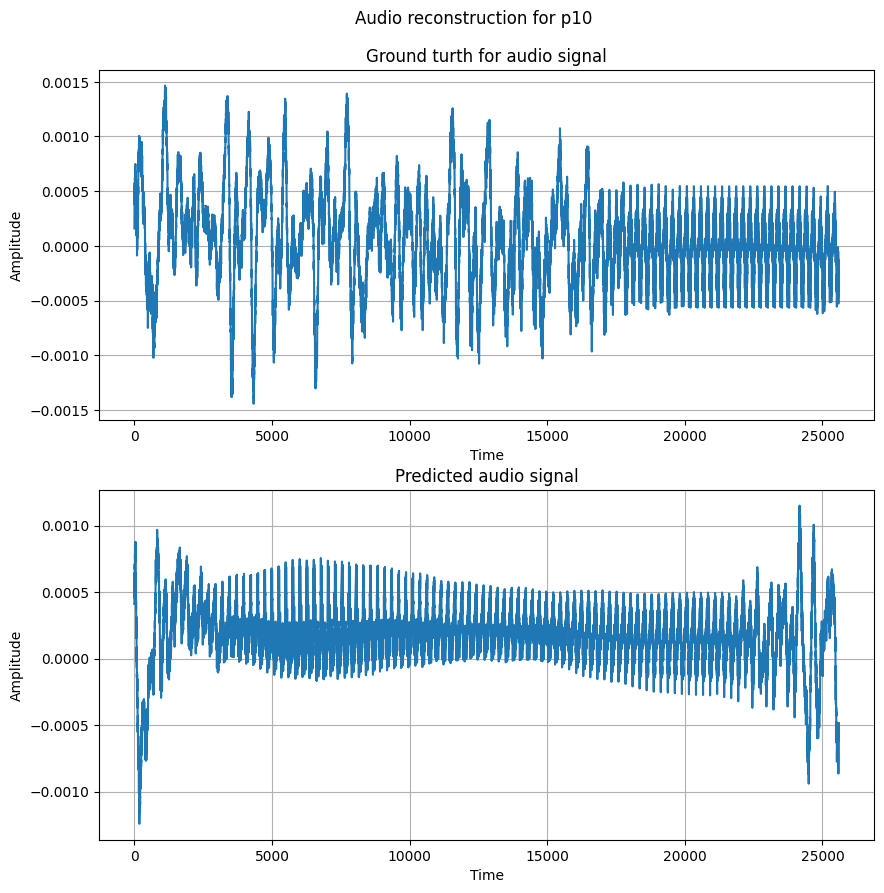 Audio reconstruction for p10
Ground turth for audio signal
0.0015
0.0010
0.0005
0.0000
−0.0005
−0.0010
−0.0015
Amplitude
0 5000 10000 15000 20000 25000
Time
Predicted audio signal
0.0010
0.0005
0.0000
−0.0005
−0.0010
Amplitude
0 5000 10000 15000 20000 25000
Time